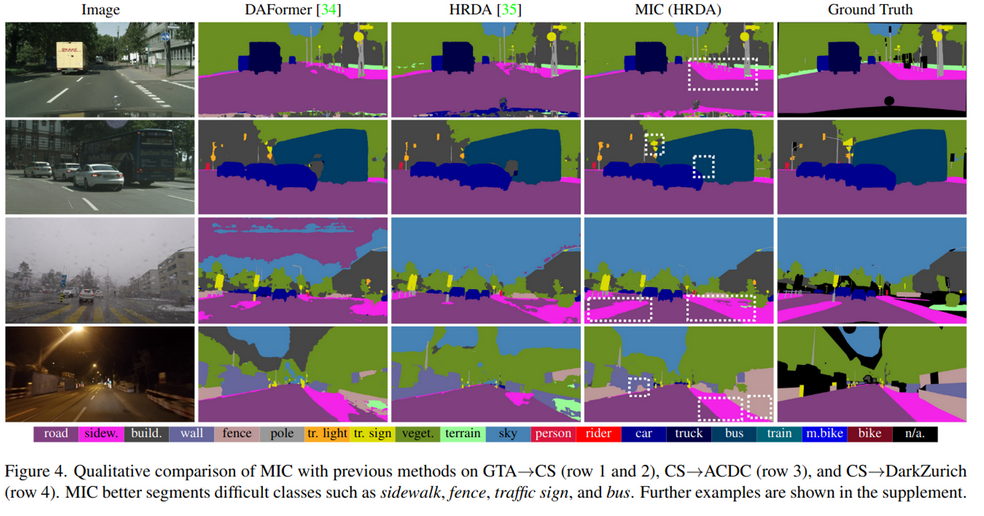 Image DAFormer [34] HRDA [35] MIC (HRDA) Ground Truth
road sidew. build. wall fence pole tr. light tr. sign veget. terrain sky person rider car truck bus train m.bike bike n/a.
Figure 4. Qualitative comparison of MIC with previous methods on GTA→CS (row 1 and 2), CS→ACDC (row 3), and CS→DarkZurich
(row 4). MIC better segments difficult classes such as sidewalk, fence, traffic sign, and bus. Further examples are shown in the supplement.